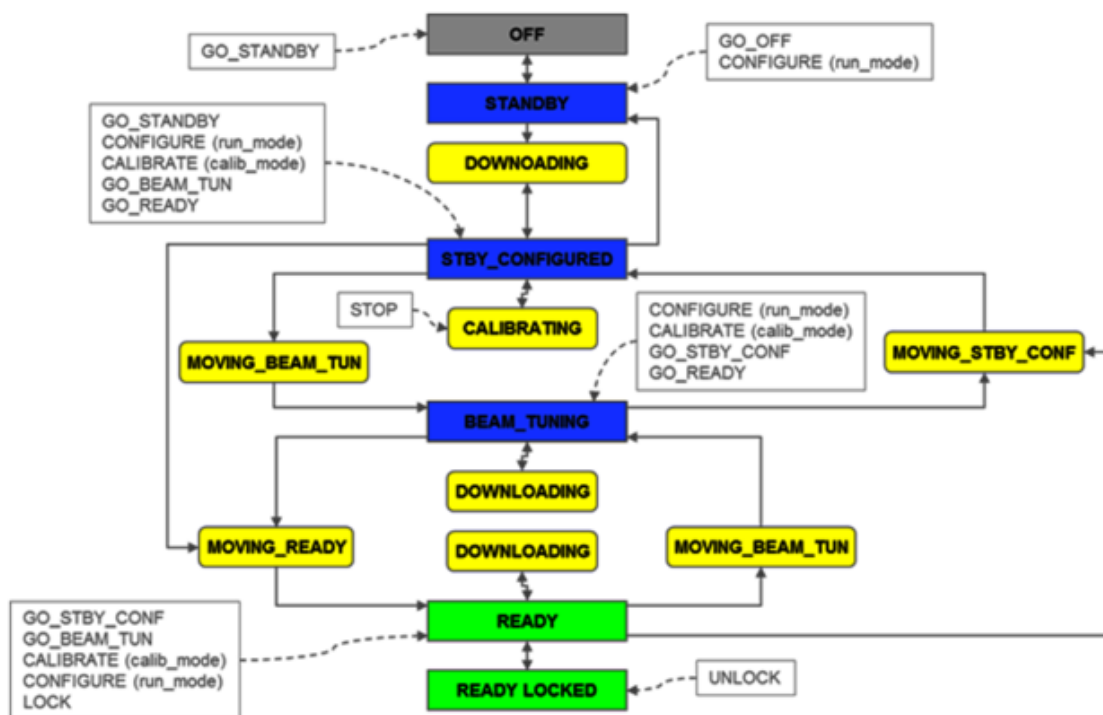 OFF
GO_STANDBY
GO_OFF
CONFIGURE (run_mode)
STANDBY
GO_STANDBY
CONFIGURE (run_mode)
CALIBRATE (calib_mode)
GO_BEAM_TUN
GO_READY
DOWNOADING
STBY_CONFIGURED
STOP
CALIBRATING
CONFIGURE (run_mode)
CALIBRATE (calib_mode)
GO_STBY_CONF
GO_READY
MOVING_BEAM_TUN
MOVING_STBY_CONF
BEAM_TUNING
DOWNLOADING
MOVING_READY
DOWNLOADING
MOVING_BEAM_TUN
READY
GO_STBY_CONF
GO_BEAM_TUN
CALIBRATE (calib_mode)
CONFIGURE (run_mode)
LOCK
READY LOCKED
UNLOCK